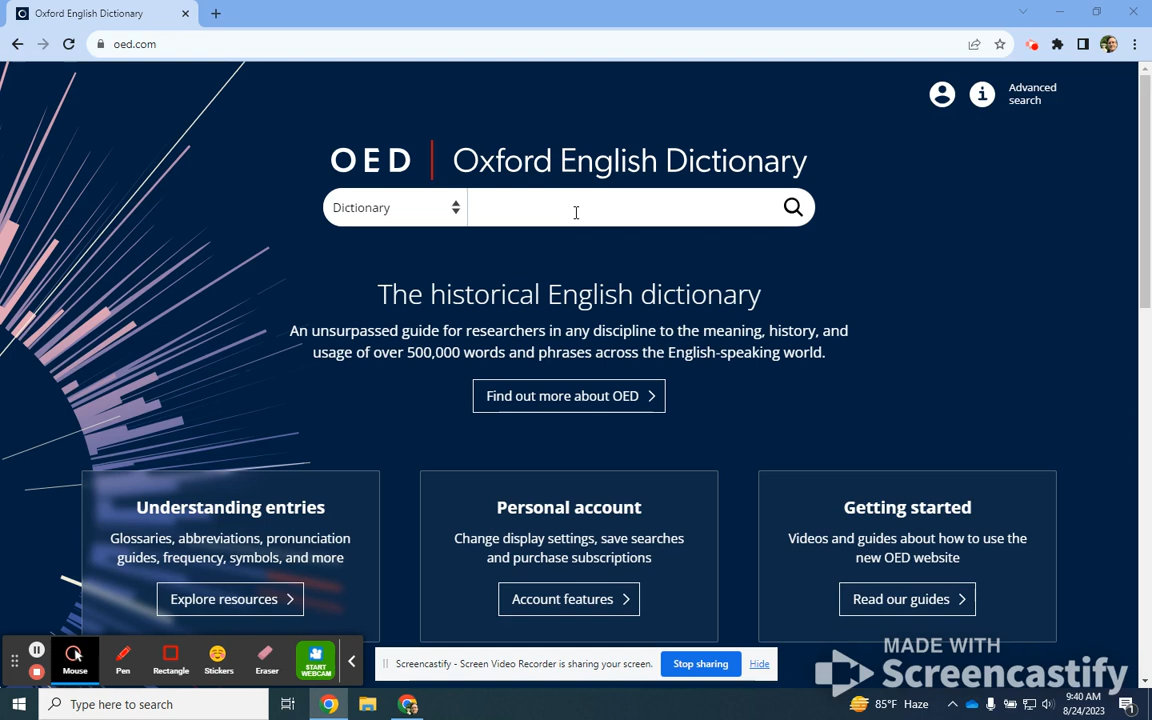 Oxford English Dictionary
oed.com
Advanced
search
OED | Oxford English Dictionary
Dictionary
The historical English dictionary
An unsurpassed guide for researchers in any discipline to the meaning, history, and
usage of over 500,000 words and phrases across the English-speaking world.
Find out more about OED
Understanding entries
Glossaries, abbreviations, pronunciation
guides, frequency, symbols, and more
Explore resources
Personal account
Change display settings, save searches
and purchase subscriptions
Account features
Getting started
Videos and guides about how to use the
new OED website
Read our guides
Mouse
Pen
Rectangle
Stickers
Eraser
START
WEBCAM
Screencastify - Screen Video Recorder is sharing your screen.
Stop sharing
Hide
MADE WITH
Screencastify
Type here to search
85°F Haze
9:40 AM
8/24/2023
1